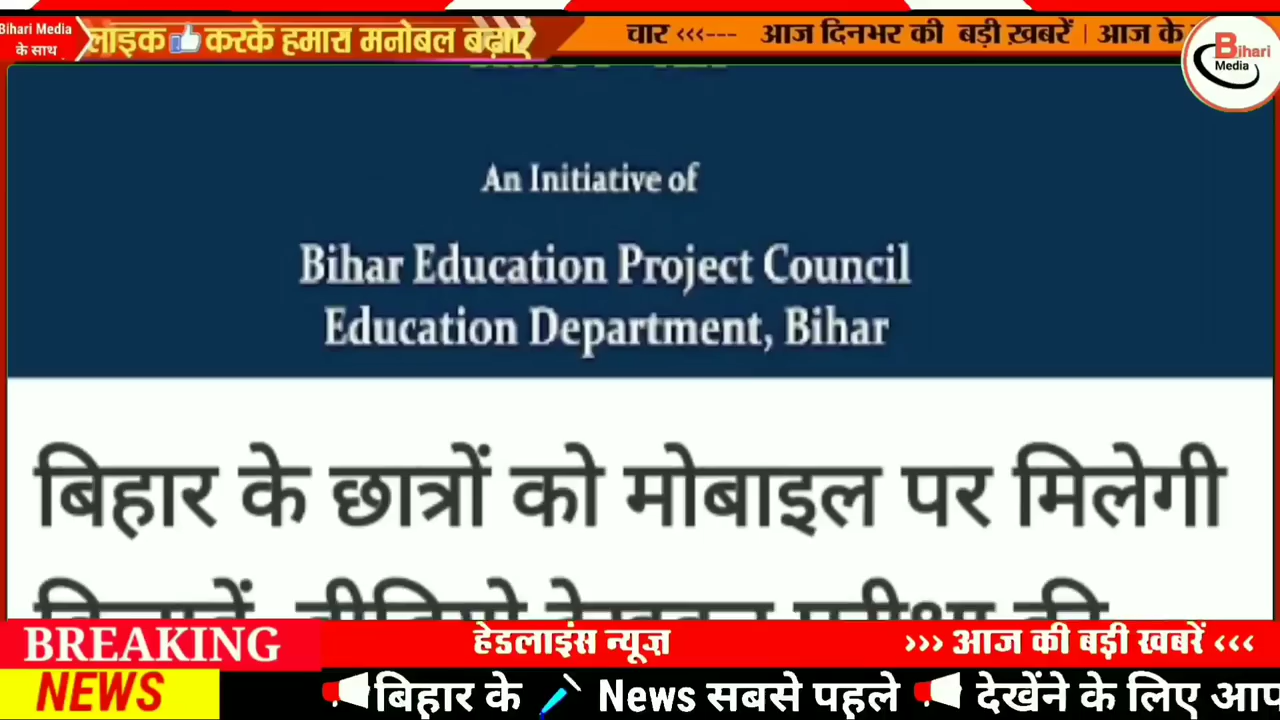 Bihari Media
के साथ
लाइक करके हमारा मनोबल बढ़ाएं
चार ‹‹‹--- आज दिनभर की बड़ी ख़बरें | आज के
Bihari
Media
An Initiative of
Bihar Education Project Council
Education Department, Bihar
बिहार के छात्रों को मोबाइल पर मिलेगी
BREAKING
NEWS
हेडलाइंस न्यूज़ ››› आज की बड़ी खबरें ‹‹‹
बिहार के News सबसे पहले देखेंने के लिए आप